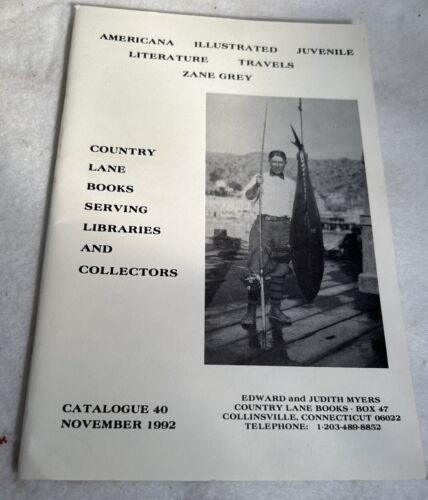 AMERICANA ILLUSTRATED JUVENILE
LITERATURE TRAVELS
ZANE GREY
COUNTRY
LANE
BOOKS
SERVING
LIBRARIES
AND
COLLECTORS
CATALOGUE 40
NOVEMBER 1992
EDWARD and JUDITH MYERS
COUNTRY LANE BOOKS · BOX 47
COLLINSVILLE, CONNECTICUT 06022
TELEPHONE: 1-203-489-8852